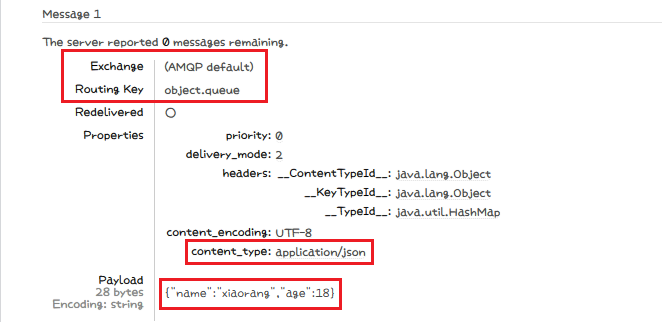 Message 1
The server reported 0 messages remaining.
Exchange (AMQP default)
Routing Key object.queue
Redelivered ○
Properties priority: 0
delivery_mode: 2
headers: __ContentTypeId__: java.lang.Object
__KeyTypeId__: java.lang.Object
__TypeId__: java.util.HashMap
content_encoding: UTF-8
content_type: application/json
Payload
28 bytes {"name":"xiaorang","age":18}
Encoding: string